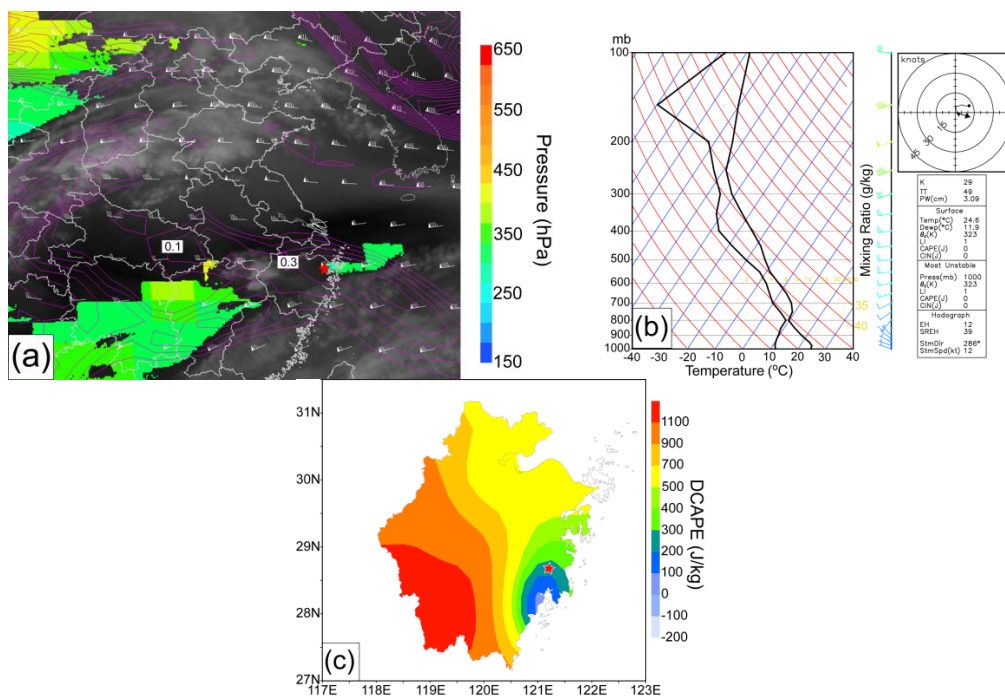 0.1
0.3
(a)
650
550
450
350
250
150
Pressure (hPa)
mb
100
200
300
400
500
600
700
800
900
1000
-40 -30 -20 -10 0 10 20 30 40
Temperature (°C)
(b)
35
40
Mixing Ratio (g/kg)
knots
15
30
45
K 29
TT 49
PW(cm) 3.09
Surface
Temp(°C) 24.6
Dewp(°C) 11.9
θE(K) 323
LI 1
CAPE(J) 0
CIN(J) 0
Most Unstable
Press(mb) 1000
θE(K) 323
LI 1
CAPE(J) 0
CIN(J) 0
Hodograph
EH 12
SREH 39
StmDir 286°
StmSpd(kt) 12
31N
30N
29N
28N
27N
117E 118E 119E 120E 121E 122E 123E
(c)
1100
900
700
500
400
300
200
100
0
-100
-200
DCAPE (J/kg)